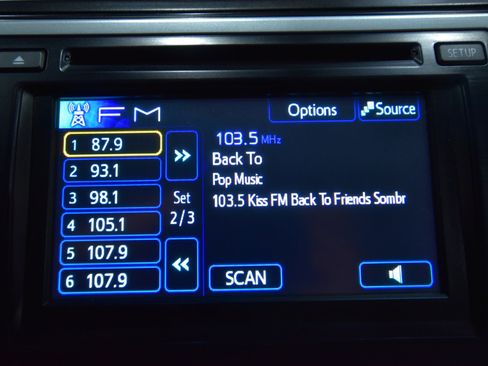 SETUP
FM
Options
Source
1 87.9
2 93.1
3 98.1
4 105.1
5 107.9
6 107.9
>>
Set
2/3
<<
103.5 MHz
Back To
Pop Music
103.5 Kiss FM Back To Friends Sombr
SCAN